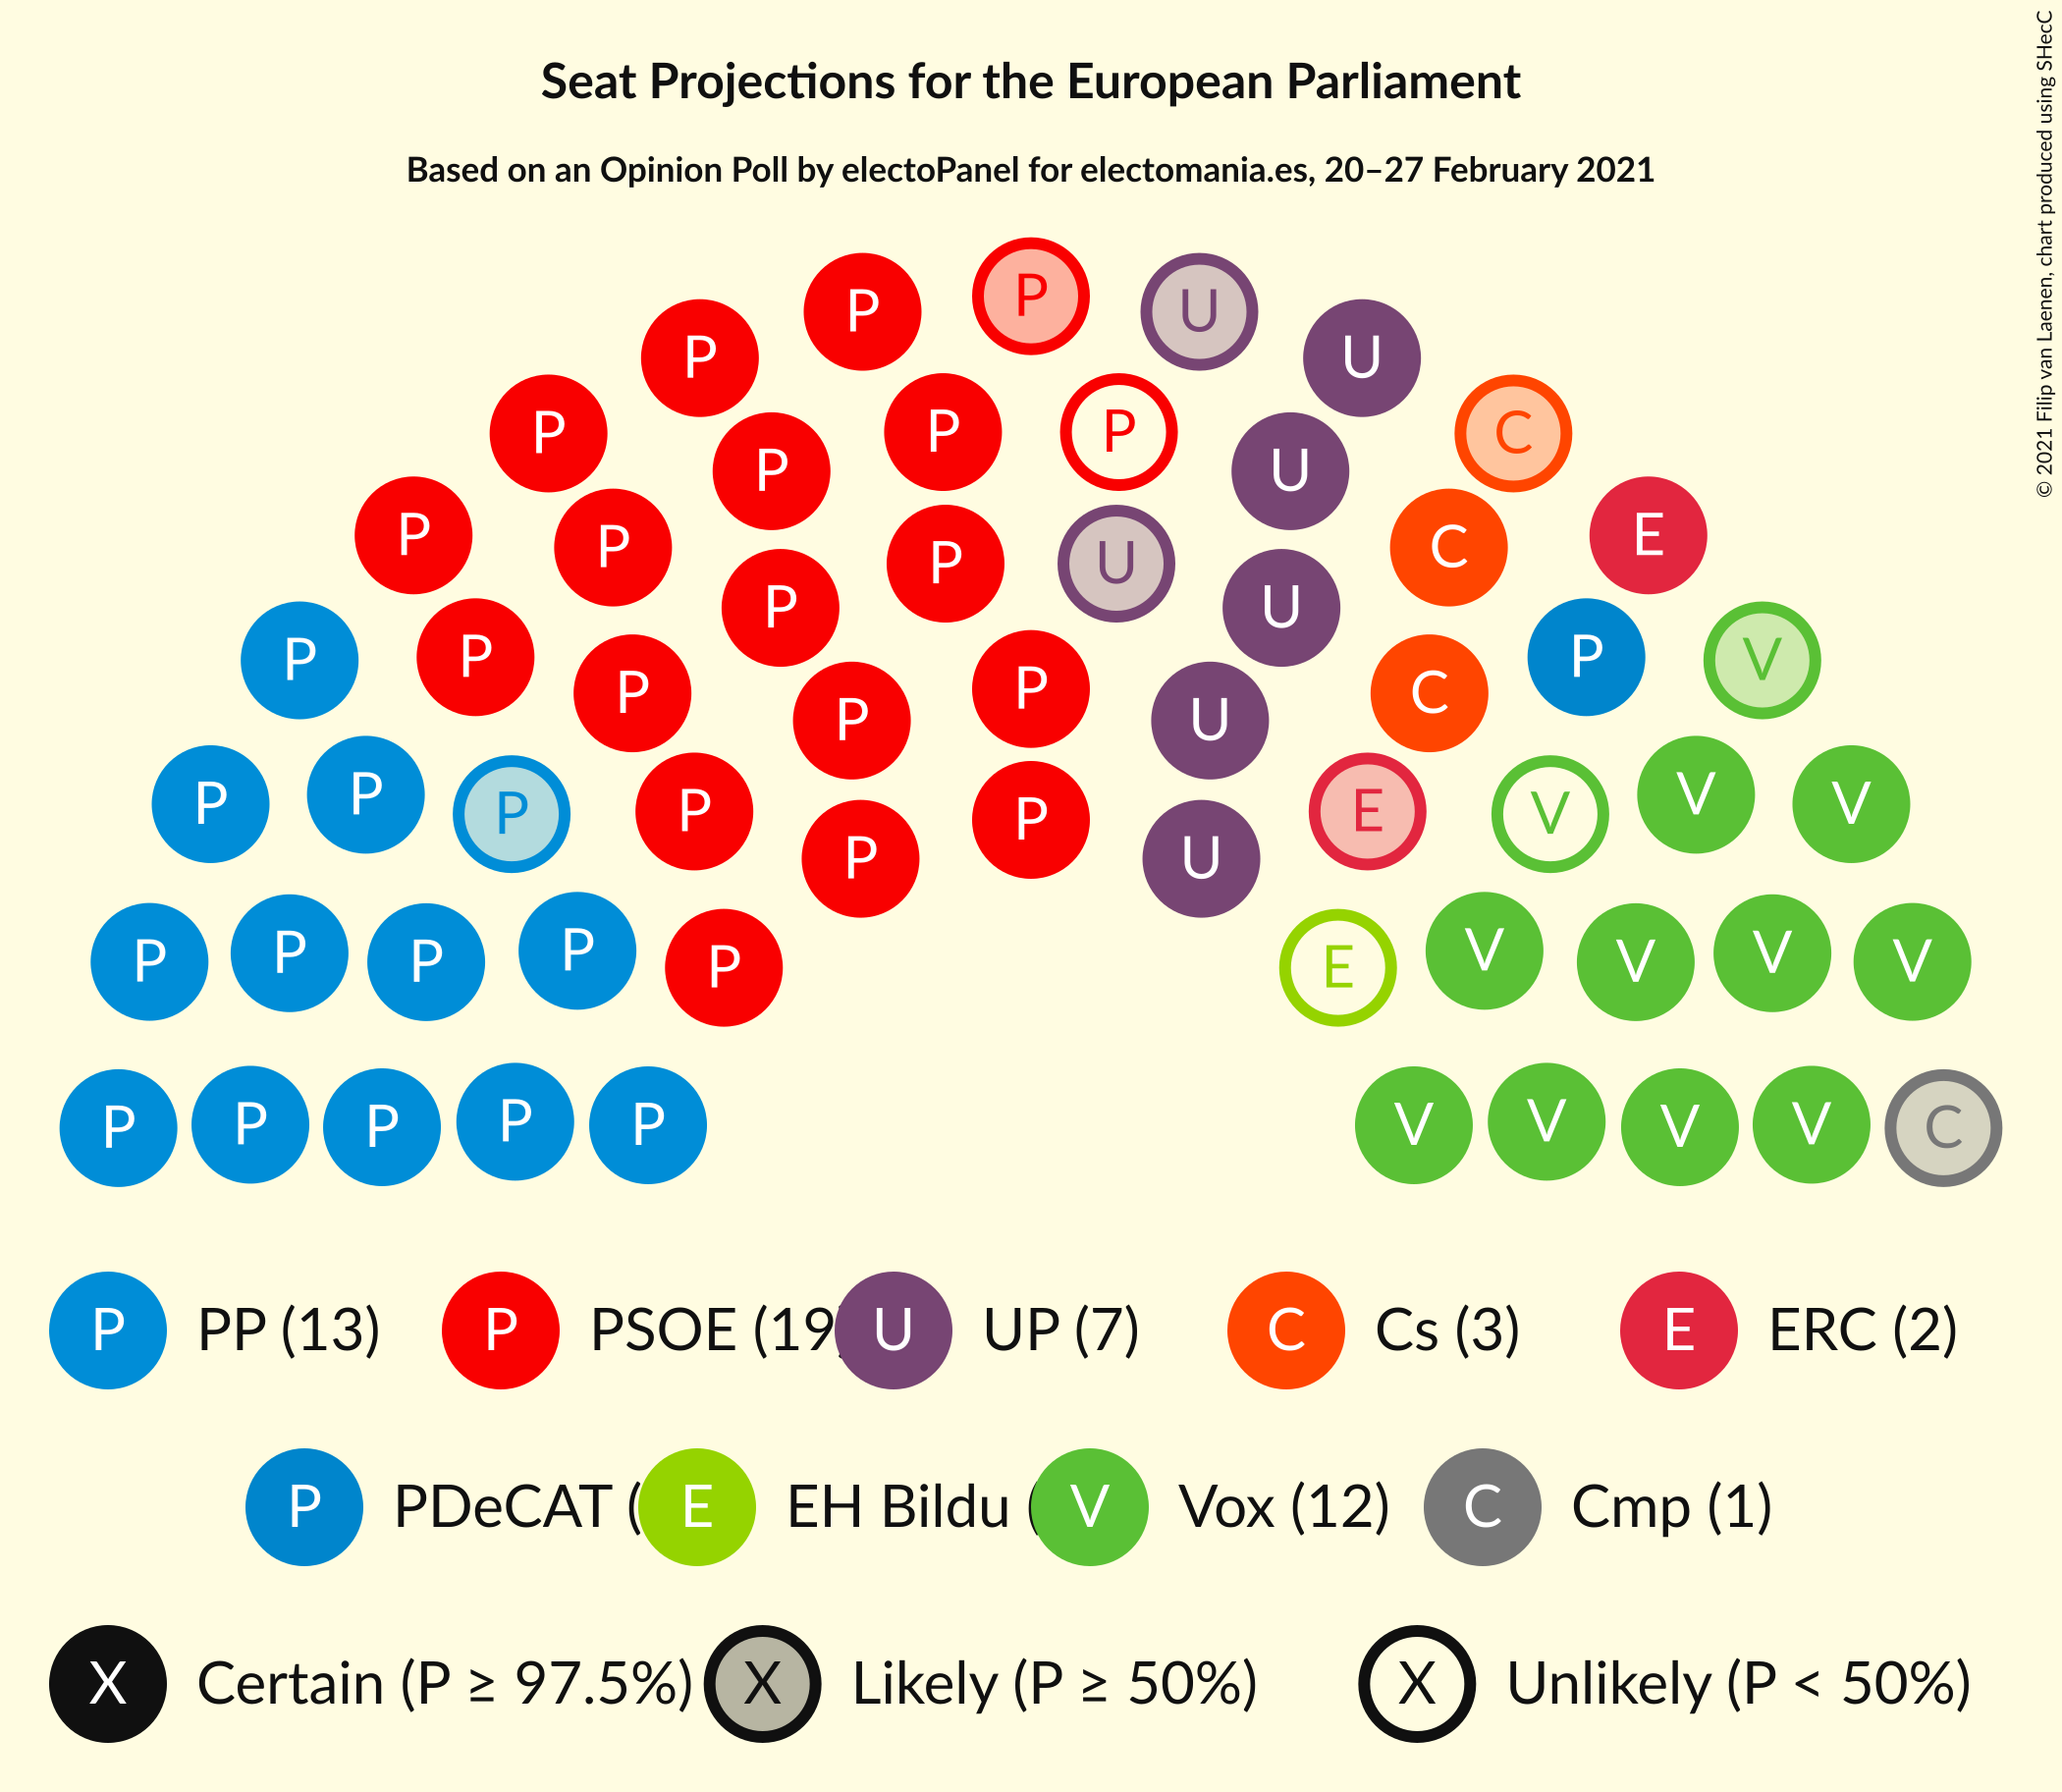 Seat Projections for the European Parliament
Based on an Opinion Poll by electoPanel for electomania.es, 20–27 February 2021
© 2021 Filip van Laenen, chart produced using SHecC
P
P U
P U
P P P C
P U
P E
P C
P U
P U
P P P V
P P C
P U
P P V V
P P P E V
P U
P P P P P E V V V V
P P P P P V V V V C
P PP (13) P PSOE (19 U UP (7) C Cs (3) E ERC (2)
P PDeCAT ( E EH Bildu ( V Vox (12) C Cmp (1)
X Certain (P ≥ 97.5%) X Likely (P ≥ 50%) X Unlikely (P < 50%)